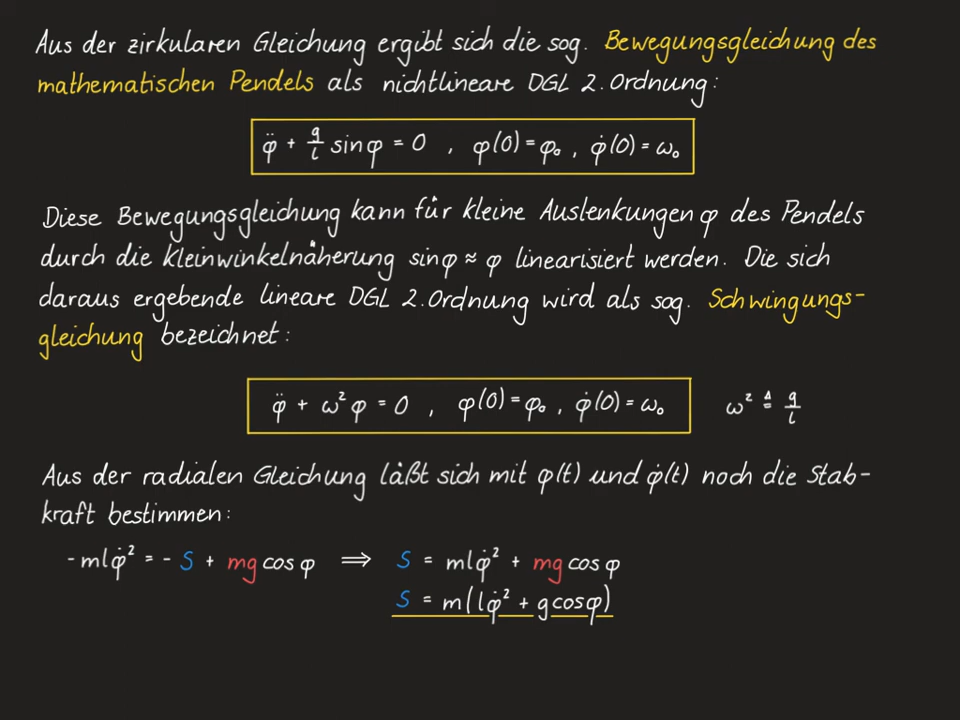 Aus der zirkularen Gleichung ergibt sich die sog. Bewegungsgleichung des
mathematischen Pendels als nichtlineare DGL 2. Ordnung:
φ̈ + g/l sinφ = 0 , φ(0) = φ₀ , φ̇(0) = ω₀
Diese Bewegungsgleichung kann für kleine Auslenkungen φ des Pendels
durch die Kleinwinkelnäherung sinφ ≈ φ linearisiert werden. Die sich
daraus ergebende lineare DGL 2. Ordnung wird als sog. Schwingungs-
gleichung bezeichnet:
φ̈ + ω²φ = 0 , φ(0) = φ₀ , φ̇(0) = ω₀ ω² ≙ g/l
Aus der radialen Gleichung läßt sich mit φ(t) und φ̇(t) noch die Stab-
kraft bestimmen:
-mlφ̇² = - S + mg cos φ ⟹ S = mlφ̇² + mg cos φ
S = m(lφ̇² + g cosφ)